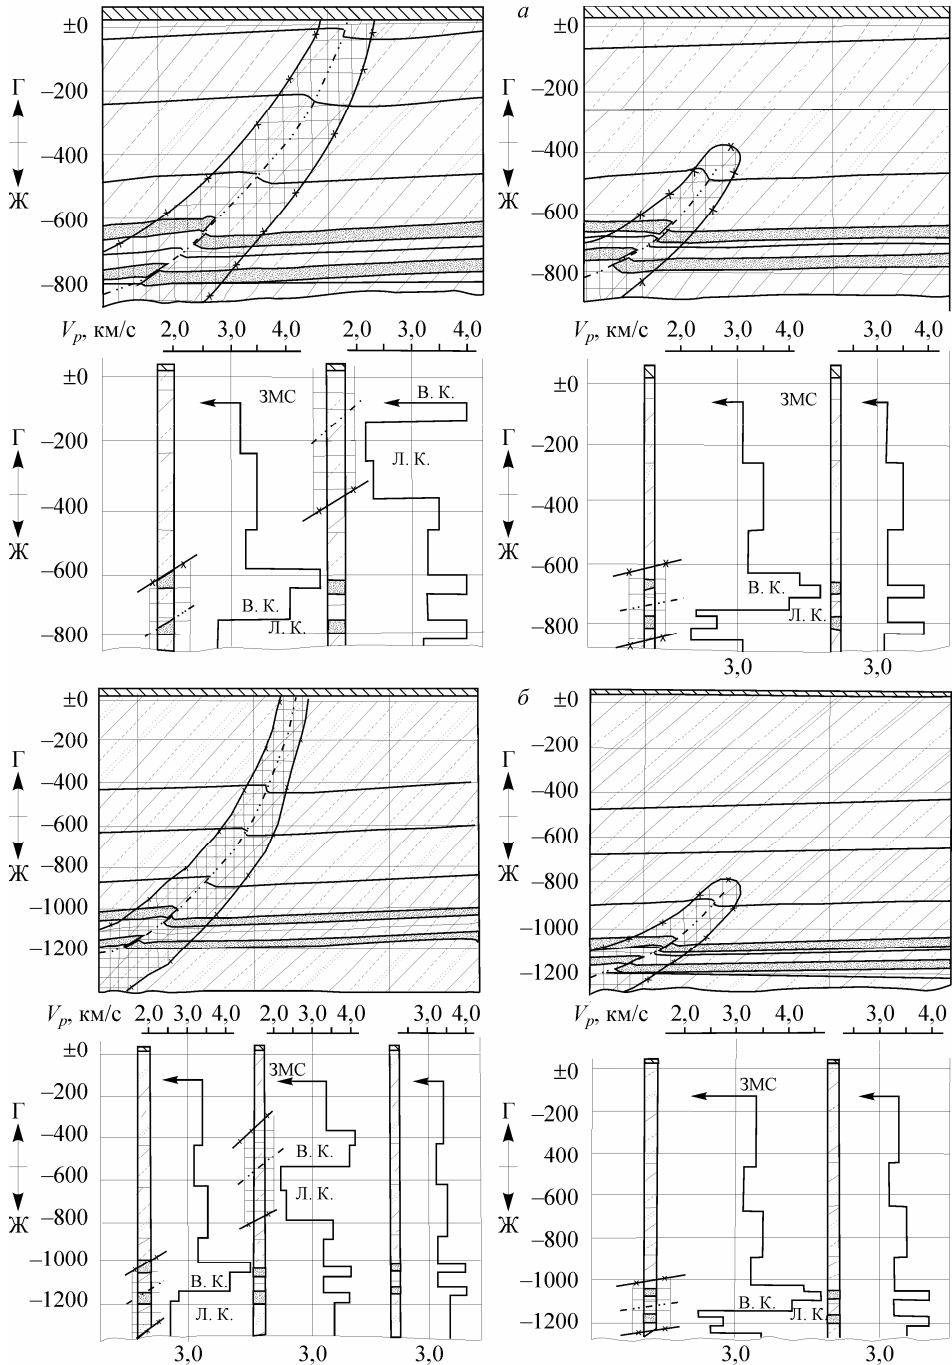 а
±0 ±0
Г –200 –200 Г
Ж –400 –400 Ж
–600 –600
–800 –800
Vp, км/с 2,0 3,0 4,0 2,0 3,0 4,0
Vp, км/с 2,0 3,0 4,0 3,0 4,0
±0 ЗМС В. К. ±0 ЗМС
Г –200 Л. К. –200 Г
Ж –400 –400 Ж
–600 В. К. –600 В. К.
–800 Л. К. –800 Л. К.
3,0 3,0
б
±0 ±0
–200 –200
Г –400 –400 Г
–600 –600
Ж –800 –800 Ж
–1000 –1000
–1200 –1200
Vp, км/с 2,0 3,0 4,0 2,0 3,0 4,0 3,0
Vp, км/с 2,0 3,0 4,0 3,0 4,0
±0 ЗМС ±0 ЗМС
–200 –200
Г –400 В. К. 400 Г
–600 Л. К. –600
Ж –800 –800 Ж
–1000 В. К. –1000 В. К.
–1200 Л. К. –1200 Л. К.
3,0 3,0 3,0
3,0 3,0